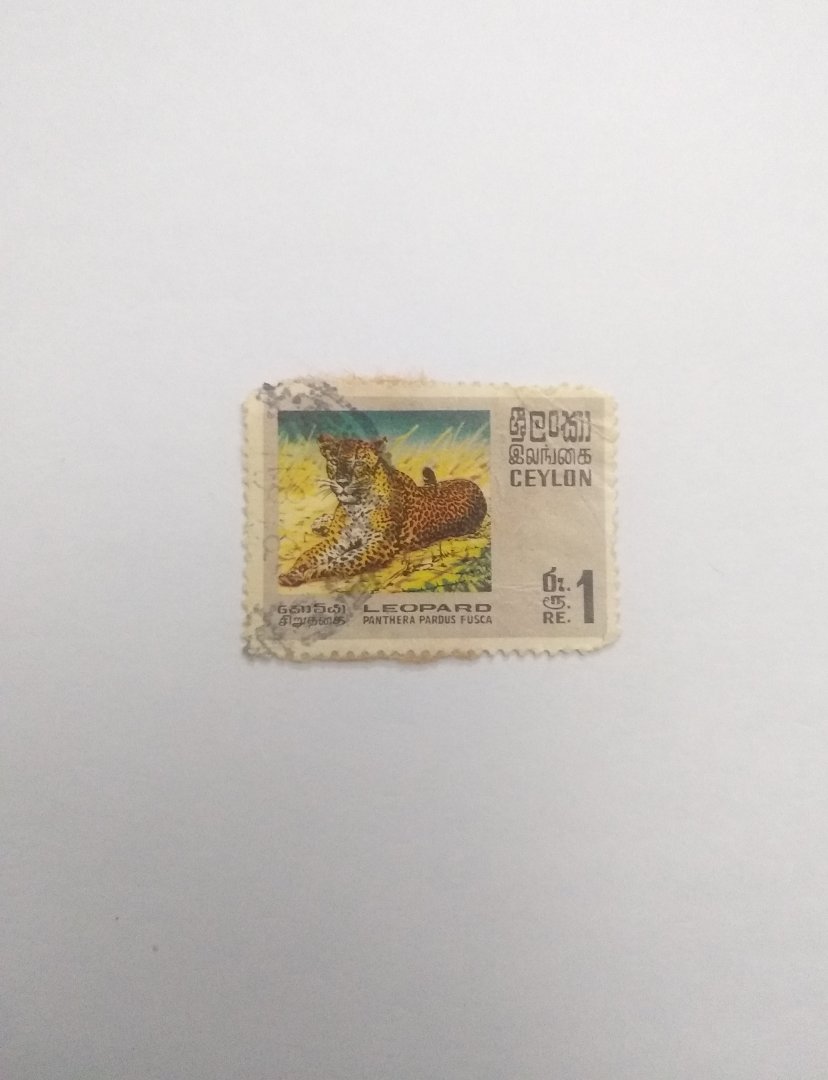 ශ්‍රී ලංකා
இலங்கை
CEYLON
රු.
ரூ.
RE. 1
කොටියා
சிறுத்தை
LEOPARD
PANTHERA PARDUS FUSCA